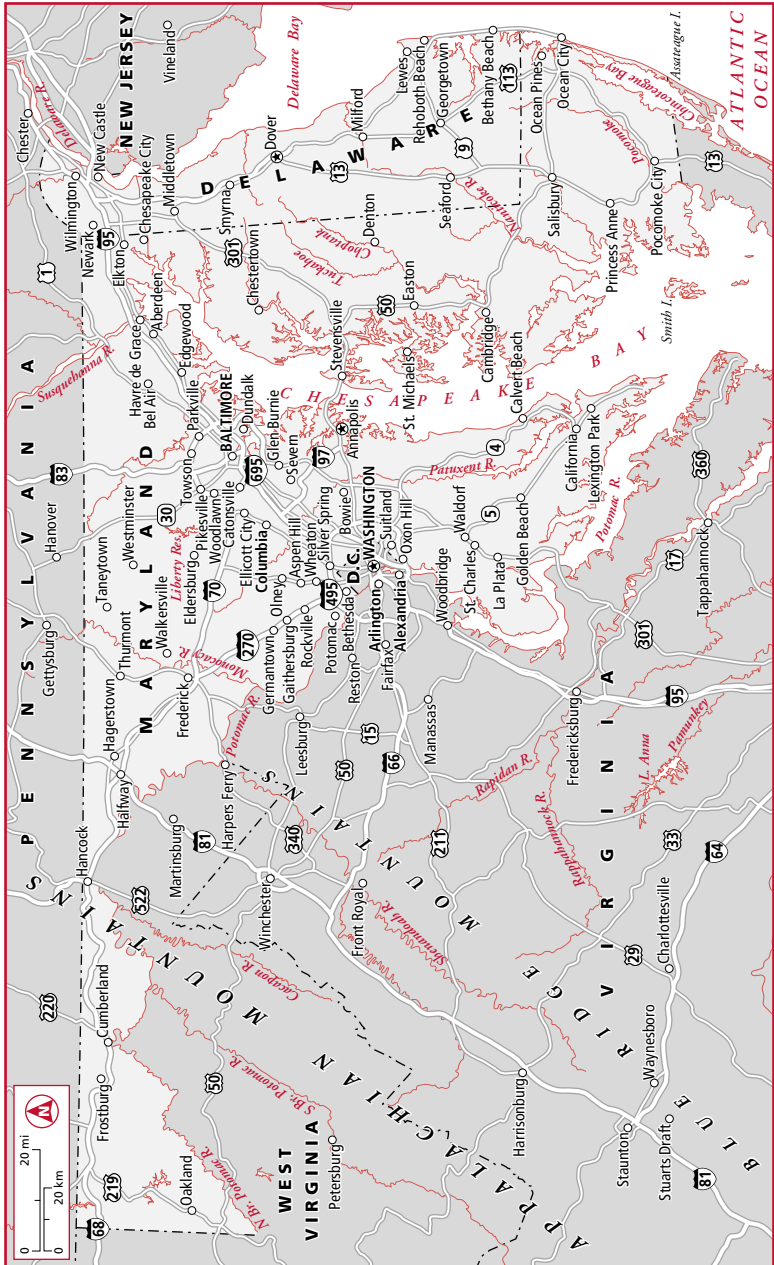 0
20 mi
0
20 km
N
PENNSYLVANIA
Gettysburg
Hanover
83
1
Chester
Delaware R.
NEW JERSEY
Vineland
68
219
Frostburg
Cumberland
220
Hancock
522
Halfway
Hagerstown
Thurmont
Taneytown
Walkersville
Westminster
30
Susquehanna R.
Havre de Grace
Bel Air
Aberdeen
Edgewood
Elkton
Newark
95
Wilmington
New Castle
Chesapeake City
Middletown
Oakland
N Br. Potomac R.
50
S Br. Potomac R.
Cacapon R.
Martinsburg
81
Harpers Ferry
Potomac R.
MARYLAND
Frederick
Monocacy R.
Liberty Res.
Eldersburg
70
Pikesville
Towson
Parkville
Woodlawn
Catonsville
BALTIMORE
Dundalk
695
Ellicott City
Columbia
Glen Burnie
Severn
97
Chestertown
301
Smyrna
DELAWARE
Dover
Delaware Bay
WEST
VIRGINIA
Petersburg
Winchester
340
Leesburg
270
Germantown
Gaithersburg
Rockville
Olney
Aspen Hill
Wheaton
Silver Spring
495
Potomac
Bethesda
D.C.
WASHINGTON
Bowie
Annapolis
Stevensville
Tuckahoe
Choptank
Denton
13
Milford
Lewes
Rehoboth Beach
Georgetown
9
50
15
Reston
Fairfax
Arlington
Alexandria
Suitland
Oxon Hill
CHESAPEAKE BAY
St. Michaels
50
Easton
Cambridge
Seaford
Nanticoke R.
Bethany Beach
113
Front Royal
66
Manassas
Woodbridge
St. Charles
Waldorf
La Plata
5
Golden Beach
Patuxent R.
4
Calvert Beach
California
Lexington Park
Salisbury
Ocean Pines
Ocean City
APPALACHIAN MOUNTAINS
Shenandoah R.
211
Rapidan R.
Rappahannock R.
Fredericksburg
Potomac R.
Princess Anne
Pocomoke City
Pocomoke
Chincoteague Bay
Assateague I.
Smith I.
Harrisonburg
BLUE RIDGE MOUNTAINS
VIRGINIA
29
33
L. Anna
Pamunkey
95
301
17
Tappahannock
360
13
Staunton
Stuarts Draft
Waynesboro
Charlottesville
64
81
ATLANTIC
OCEAN